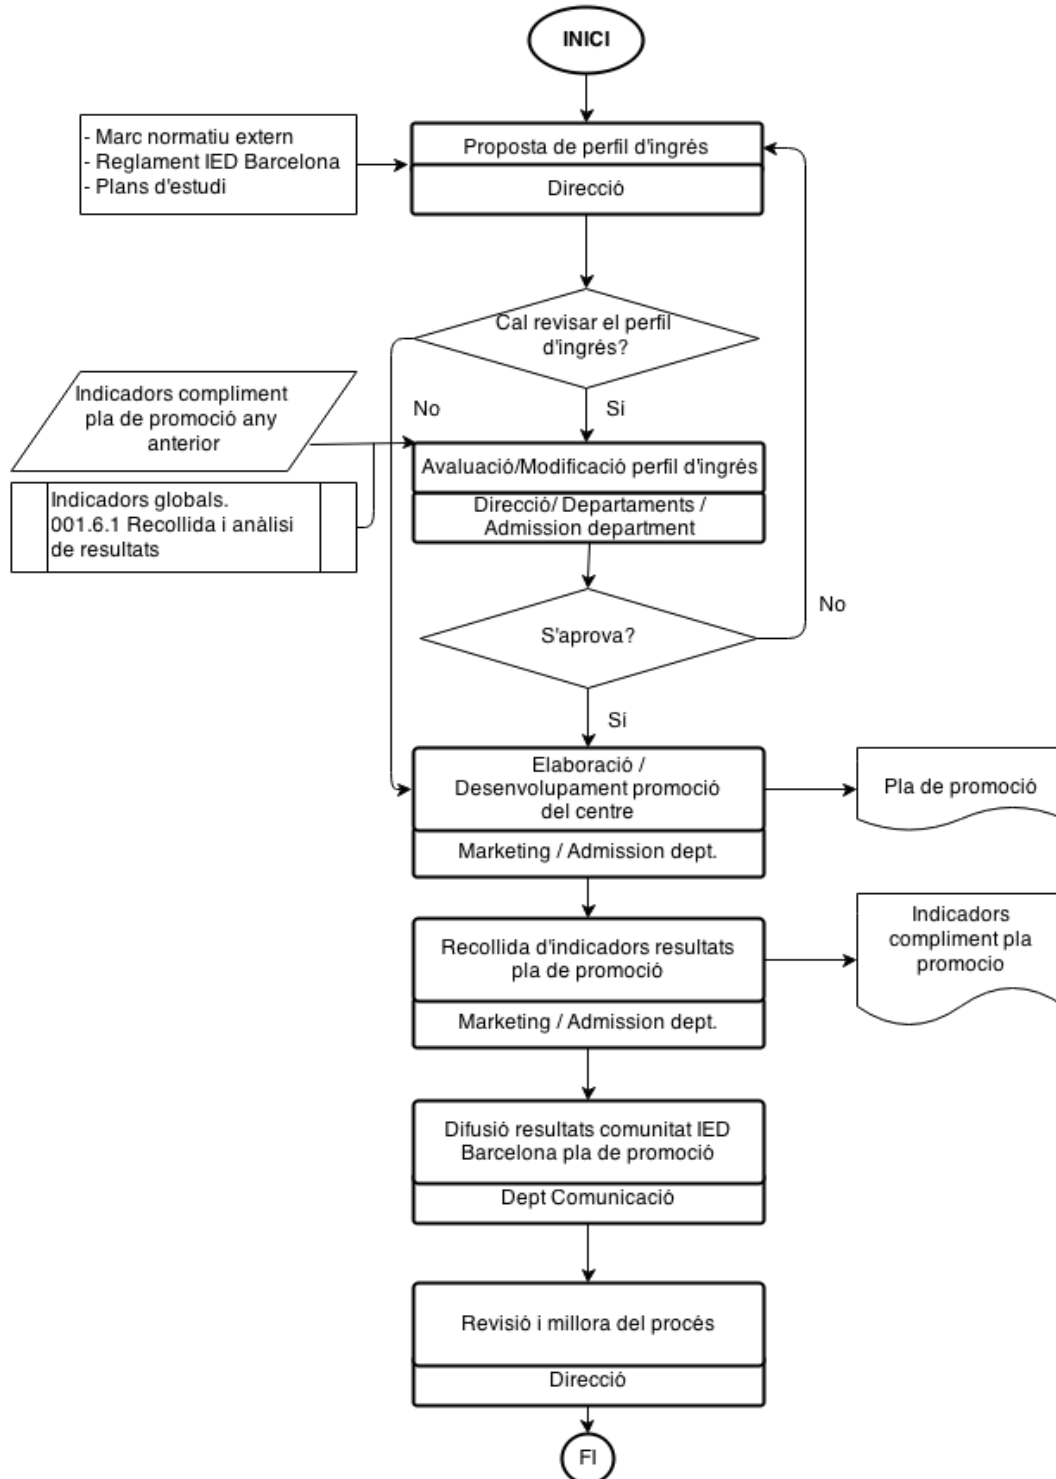 INICI
- Marc normatiu extern
- Reglament IED Barcelona
- Plans d'estudi
Proposta de perfil d'ingrés
Direcció
Cal revisar el perfil
d'ingrés?
Indicadors compliment
pla de promoció any
anterior
No
Sí
Indicadors globals.
001.6.1 Recollida i anàlisi
de resultats
Avaluació/Modificació perfil d'ingrés
Direcció/ Departaments /
Admission department
S'aprova?
No
Sí
Elaboració /
Desenvolupament promoció
del centre
Marketing / Admission dept.
Pla de promoció
Recollida d'indicadors resultats
pla de promoció
Marketing / Admission dept.
Indicadors
compliment pla
promocio
Difusió resultats comunitat IED
Barcelona pla de promoció
Dept Comunicació
Revisió i millora del procés
Direcció
FI